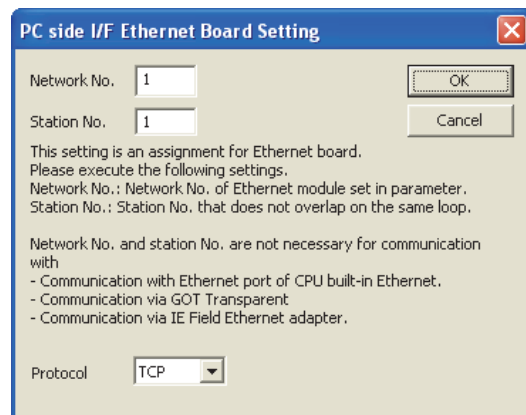 PC side I/F Ethernet Board Setting
Network No. 1
OK
Station No. 1
Cancel
This setting is an assignment for Ethernet board.
Please execute the following settings.
Network No.: Network No. of Ethernet module set in parameter.
Station No.: Station No. that does not overlap on the same loop.
Network No. and station No. are not necessary for communication
with
- Communication with Ethernet port of CPU built-in Ethernet.
- Communication via GOT Transparent
- Communication via IE Field Ethernet adapter.
Protocol TCP